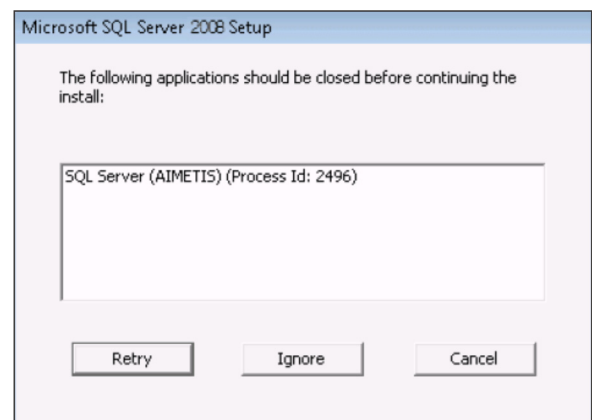 Microsoft SQL Server 2008 Setup
The following applications should be closed before continuing the
install:
SQL Server (AIMETIS) (Process Id: 2496)
Retry
Ignore
Cancel